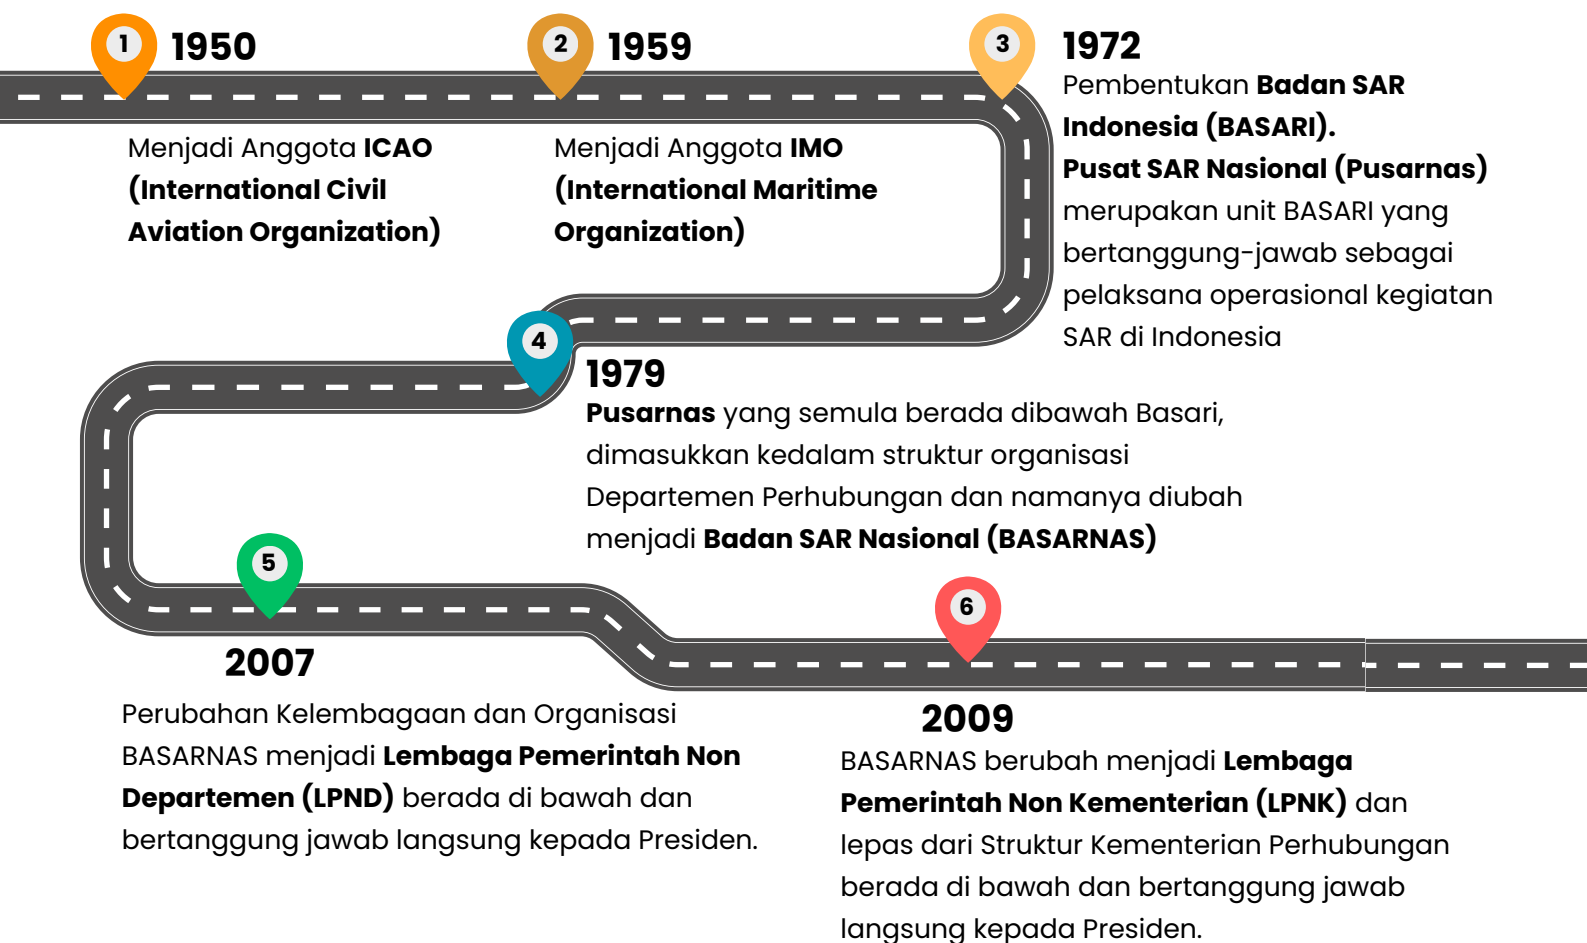 1
1950
Menjadi Anggota ICAO
(International Civil
Aviation Organization)
2
1959
Menjadi Anggota IMO
(International Maritime
Organization)
3
1972
Pembentukan Badan SAR
Indonesia (BASARI).
Pusat SAR Nasional (Pusarnas)
merupakan unit BASARI yang
bertanggung-jawab sebagai
pelaksana operasional kegiatan
SAR di Indonesia
4
1979
Pusarnas yang semula berada dibawah Basari,
dimasukkan kedalam struktur organisasi
Departemen Perhubungan dan namanya diubah
menjadi Badan SAR Nasional (BASARNAS)
5
2007
Perubahan Kelembagaan dan Organisasi
BASARNAS menjadi Lembaga Pemerintah Non
Departemen (LPND) berada di bawah dan
bertanggung jawab langsung kepada Presiden.
6
2009
BASARNAS berubah menjadi Lembaga
Pemerintah Non Kementerian (LPNK) dan
lepas dari Struktur Kementerian Perhubungan
berada di bawah dan bertanggung jawab
langsung kepada Presiden.